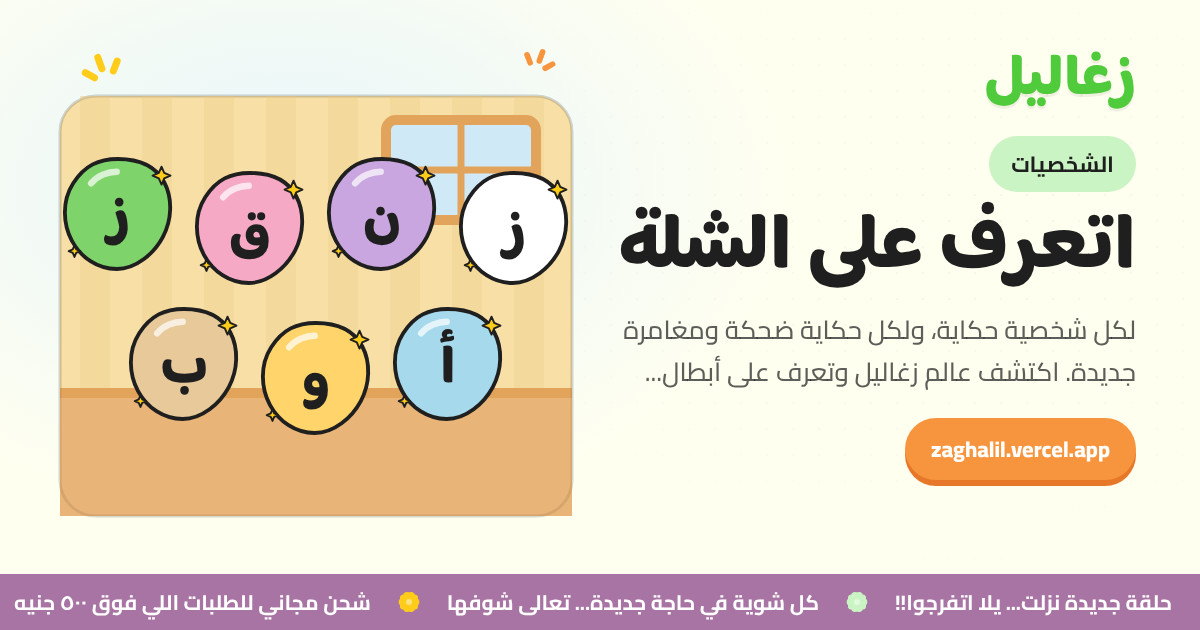 زغاليل
الشخصيات
اتعرف على الشلة
لكل شخصية حكاية، ولكل حكاية ضحكة ومغامرة
جديدة. اكتشف عالم زغاليل وتعرف على أبطال...
zaghalil.vercel.app
ز ن ق ز
أ و ب
حلقة جديدة نزلت... يلا اتفرجوا!! كل شوية في حاجة جديدة... تعالى شوفها شحن مجاني للطلبات اللي فوق ٥٠٠ جنيه